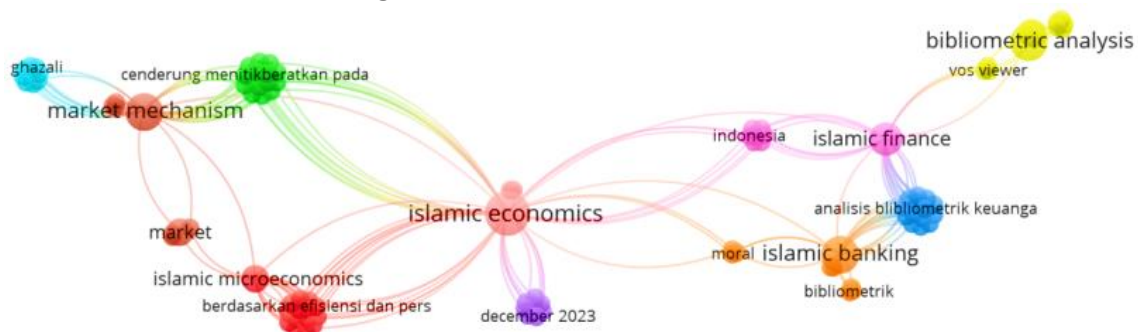 bibliometric analysis
ghazali
cenderung menitikberatkan pada
vos viewer
market mechanism
indonesia
islamic finance
islamic economics
analisis blibliometrik keuanga
market
moral
islamic banking
islamic microeconomics
bibliometrik
berdasarkan efisiensi dan pers
december 2023